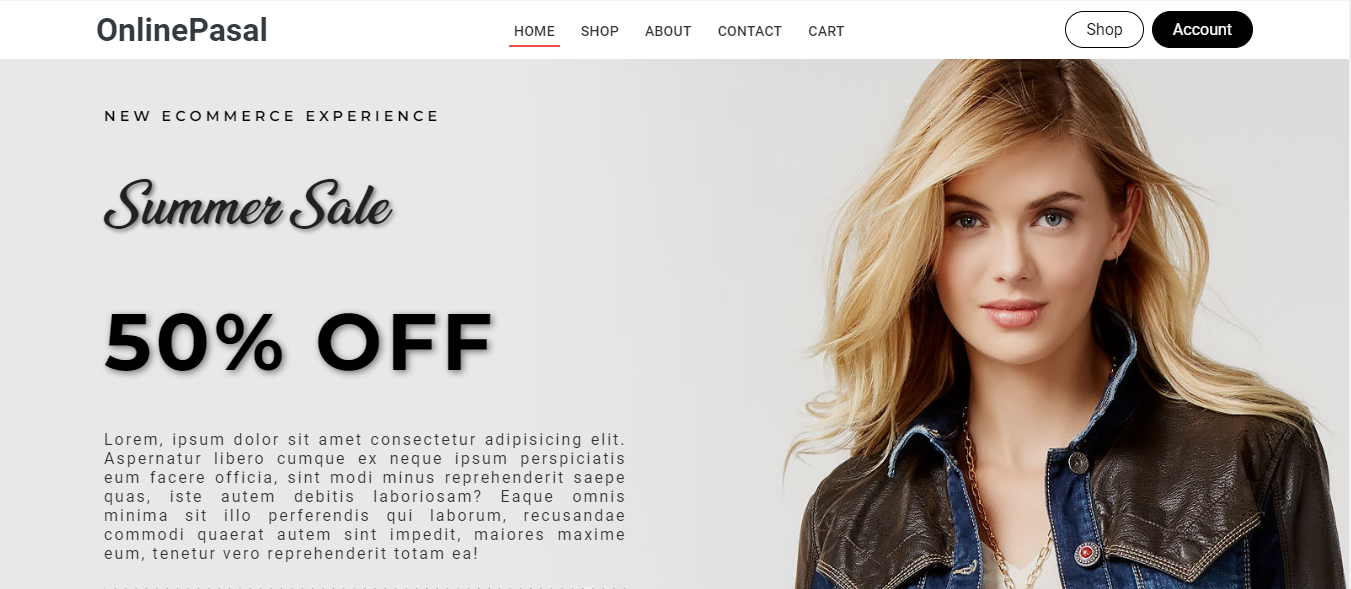 OnlinePasal
HOME SHOP ABOUT CONTACT CART
Shop Account
NEW ECOMMERCE EXPERIENCE
Summer Sale
50% OFF
Lorem, ipsum dolor sit amet consectetur adipisicing elit.
Aspernatur libero cumque ex neque ipsum perspiciatis
eum facere officia, sint modi minus reprehenderit saepe
quas, iste autem debitis laboriosam? Eaque omnis
minima sit illo perferendis qui laborum, recusandae
commodi quaerat autem sint impedit, maiores maxime
eum, tenetur vero reprehenderit totam ea!